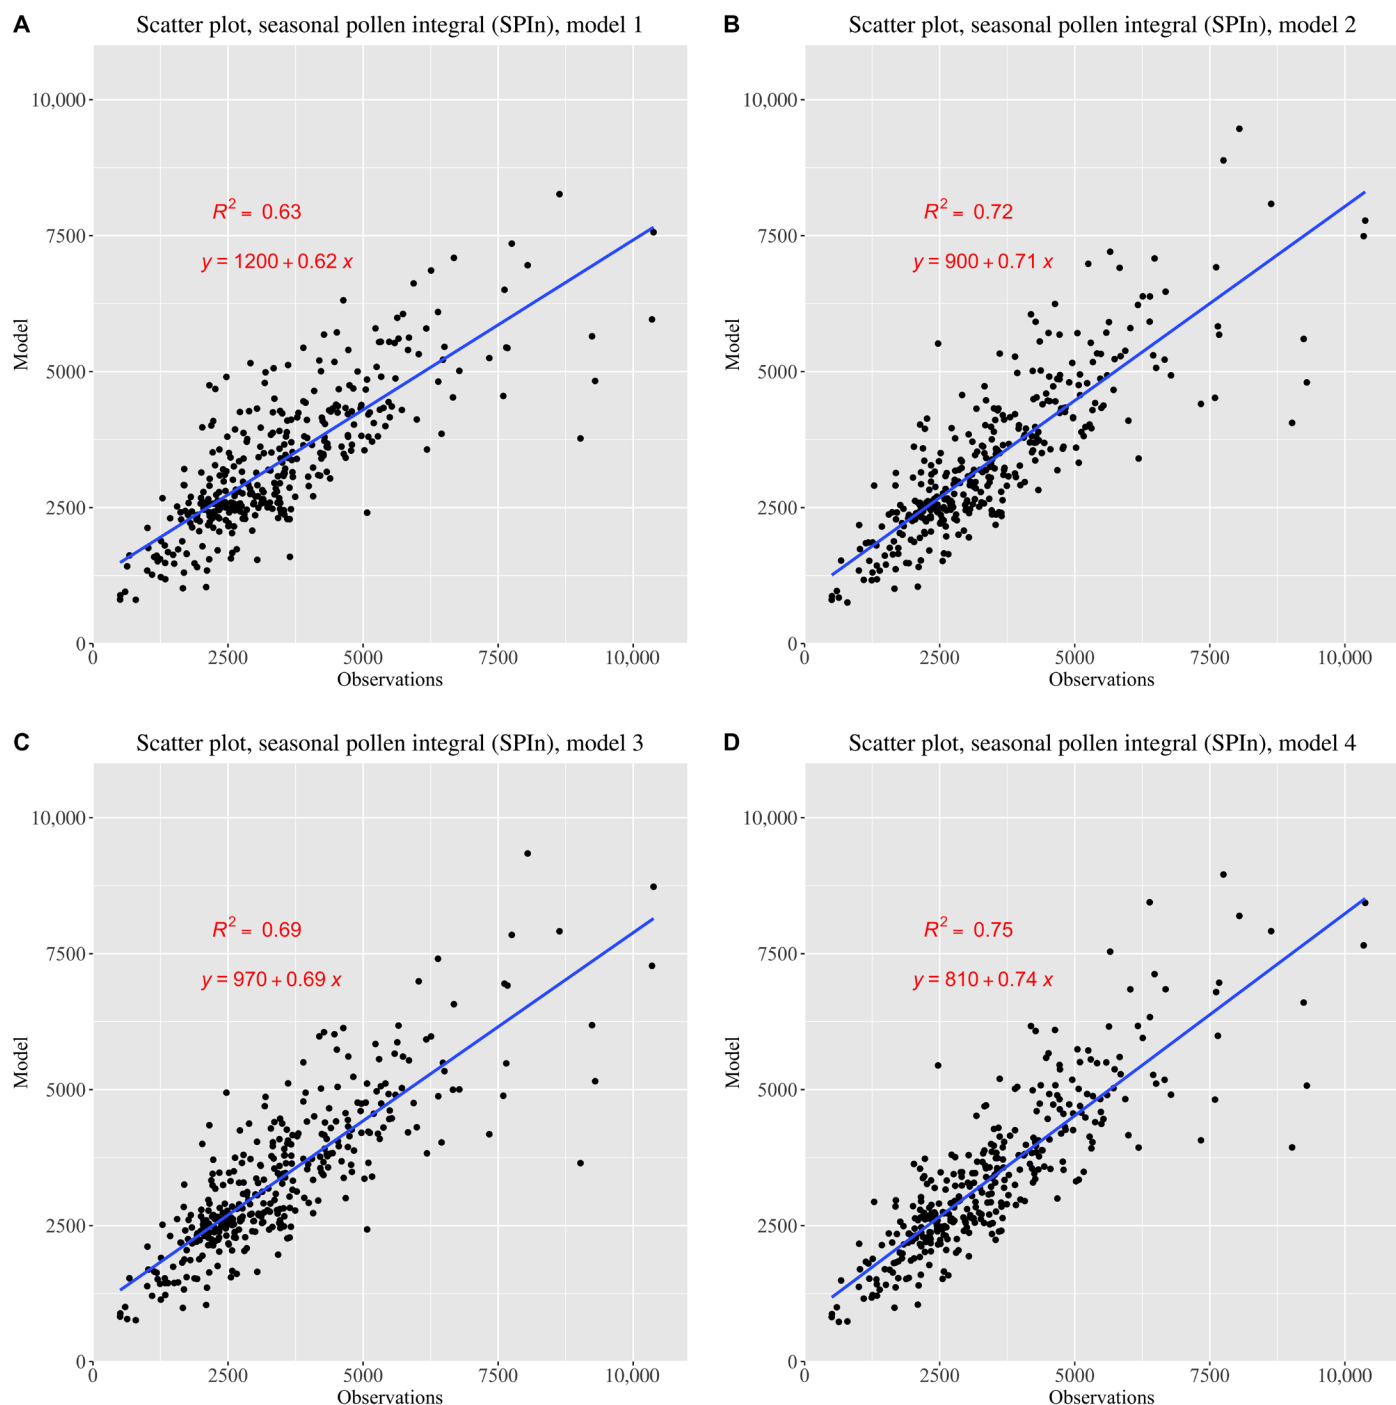 A Scatter plot, seasonal pollen integral (SPIn), model 1
10,000
7500
5000
2500
0
Model
R² = 0.63
y = 1200 + 0.62 x
0 2500 5000 7500 10,000
Observations
B Scatter plot, seasonal pollen integral (SPIn), model 2
10,000
7500
5000
2500
0
Model
R² = 0.72
y = 900 + 0.71 x
0 2500 5000 7500 10,000
Observations
C Scatter plot, seasonal pollen integral (SPIn), model 3
10,000
7500
5000
2500
0
Model
R² = 0.69
y = 970 + 0.69 x
0 2500 5000 7500 10,000
Observations
D Scatter plot, seasonal pollen integral (SPIn), model 4
10,000
7500
5000
2500
0
Model
R² = 0.75
y = 810 + 0.74 x
0 2500 5000 7500 10,000
Observations